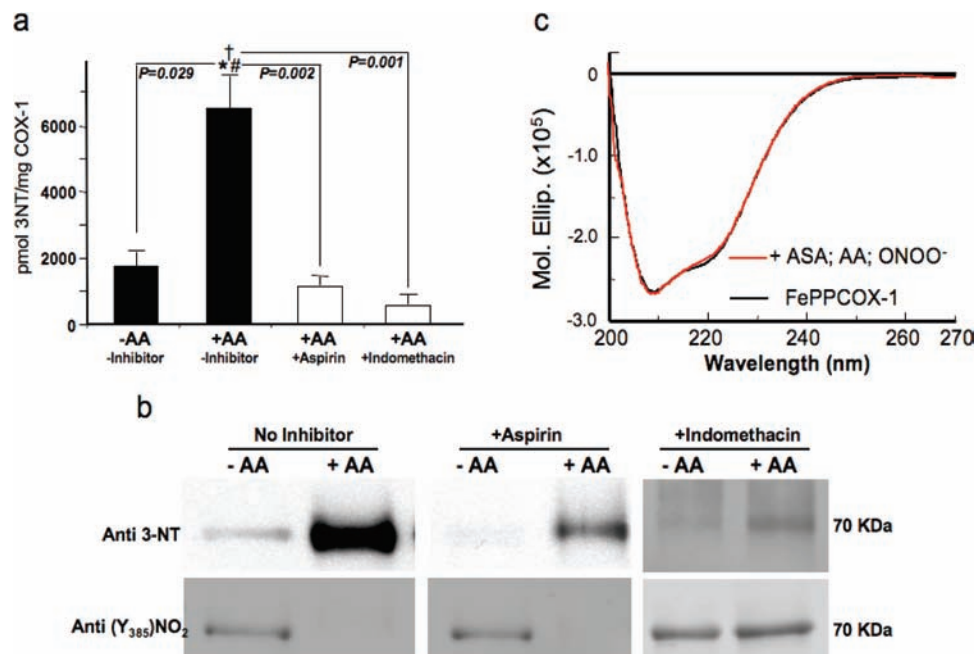 a
†
*#
P=0.029
P=0.002
P=0.001
pmol 3NT/mg COX-1
6000
4000
2000
0
-AA
-Inhibitor
+AA
-Inhibitor
+AA
+Aspirin
+AA
+Indomethacin
c
Mol. Ellip. (x10⁵)
0
-1.0
-2.0
-3.0
+ ASA; AA; ONOO⁻
FePPCOX-1
200 220 240 260 270
Wavelength (nm)
b
No Inhibitor
+Aspirin
+Indomethacin
- AA + AA
- AA + AA
- AA + AA
Anti 3-NT
70 KDa
Anti (Y₃₈₅)NO₂
70 KDa